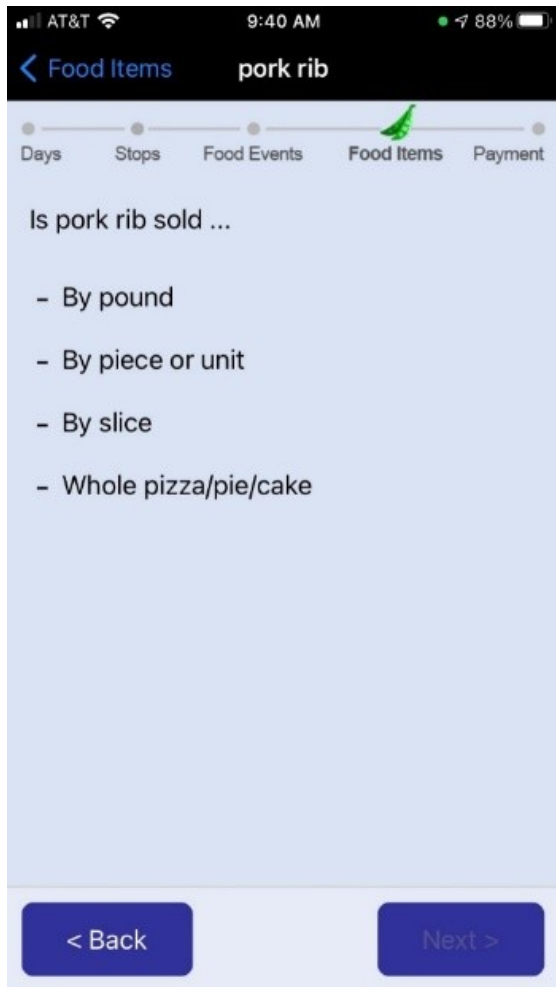 AT&T 9:40 AM 88%
Food Items pork rib
Days Stops Food Events Food Items Payment
Is pork rib sold ...
- By pound
- By piece or unit
- By slice
- Whole pizza/pie/cake
< Back Next >